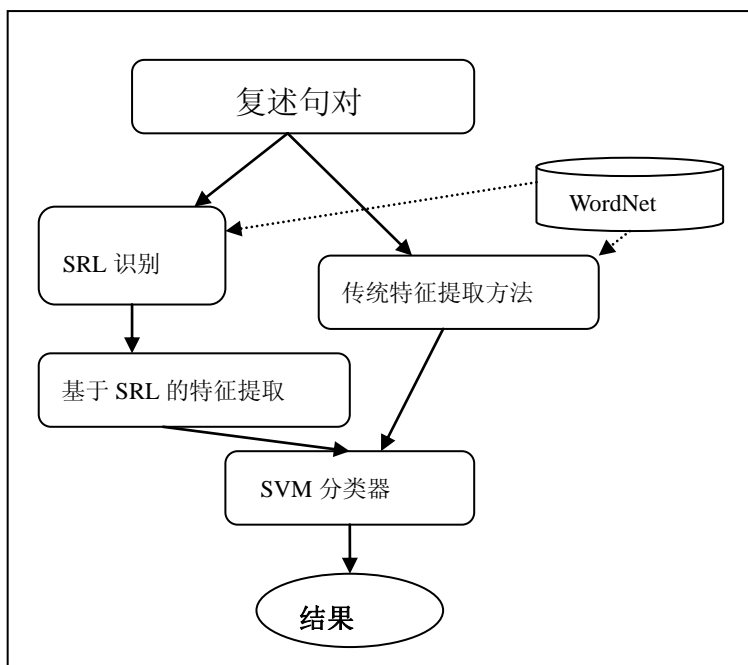 复述句对
WordNet
SRL 识别
传统特征提取方法
基于 SRL 的特征提取
SVM 分类器
结果